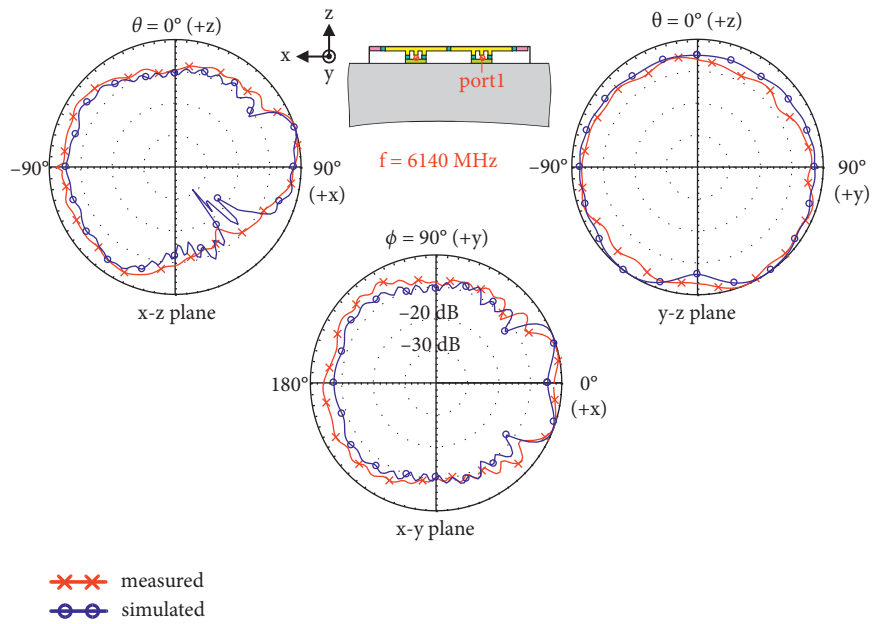 θ = 0° (+z)
z
x
y
port1
θ = 0° (+z)
–90°
90°
(+x)
f = 6140 MHz
–90°
90°
(+y)
x-z plane
ϕ = 90° (+y)
y-z plane
–20 dB
–30 dB
180°
0°
(+x)
x-y plane
measured
simulated